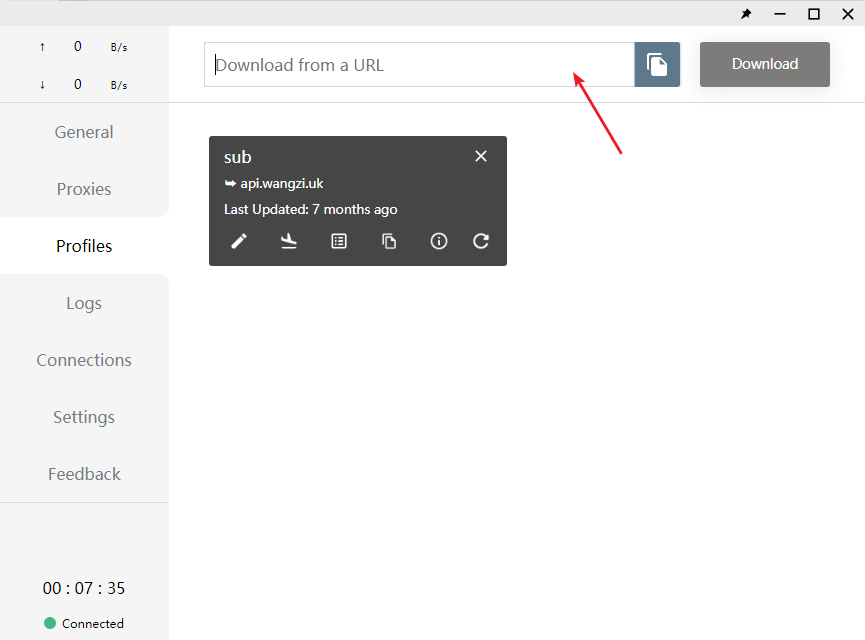 ↑ 0 B/s
↓ 0 B/s
General
Proxies
Profiles
Logs
Connections
Settings
Feedback
00 : 07 : 35
Connected
Download from a URL
Download
sub
api.wangzi.uk
Last Updated: 7 months ago